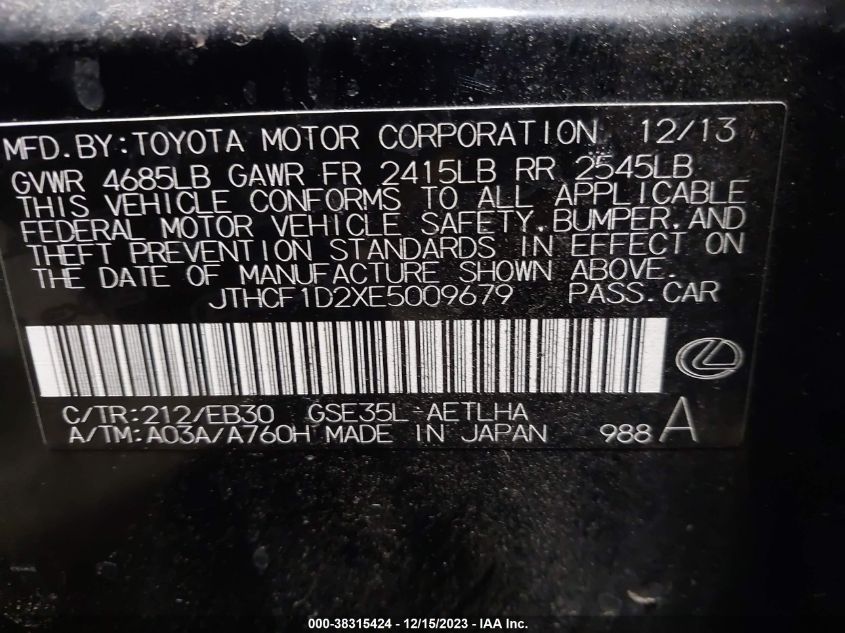 MFD.BY:TOYOTA MOTOR CORPORATION 12/13
GVWR 4685LB GAWR FR 2415LB RR 2545LB
THIS VEHICLE CONFORMS TO ALL APPLICABLE
FEDERAL MOTOR VEHICLE SAFETY,BUMPER,AND
THEFT PREVENTION STANDARDS IN EFFECT ON
THE DATE OF MANUFACTURE SHOWN ABOVE.
JTHCF1D2XE5009679 PASS.CAR
C/TR:212/EB30 GSE35L-AETLHA
A/TM:A03A/A760H MADE IN JAPAN 988 A
000-38315424 - 12/15/2023 - IAA Inc.